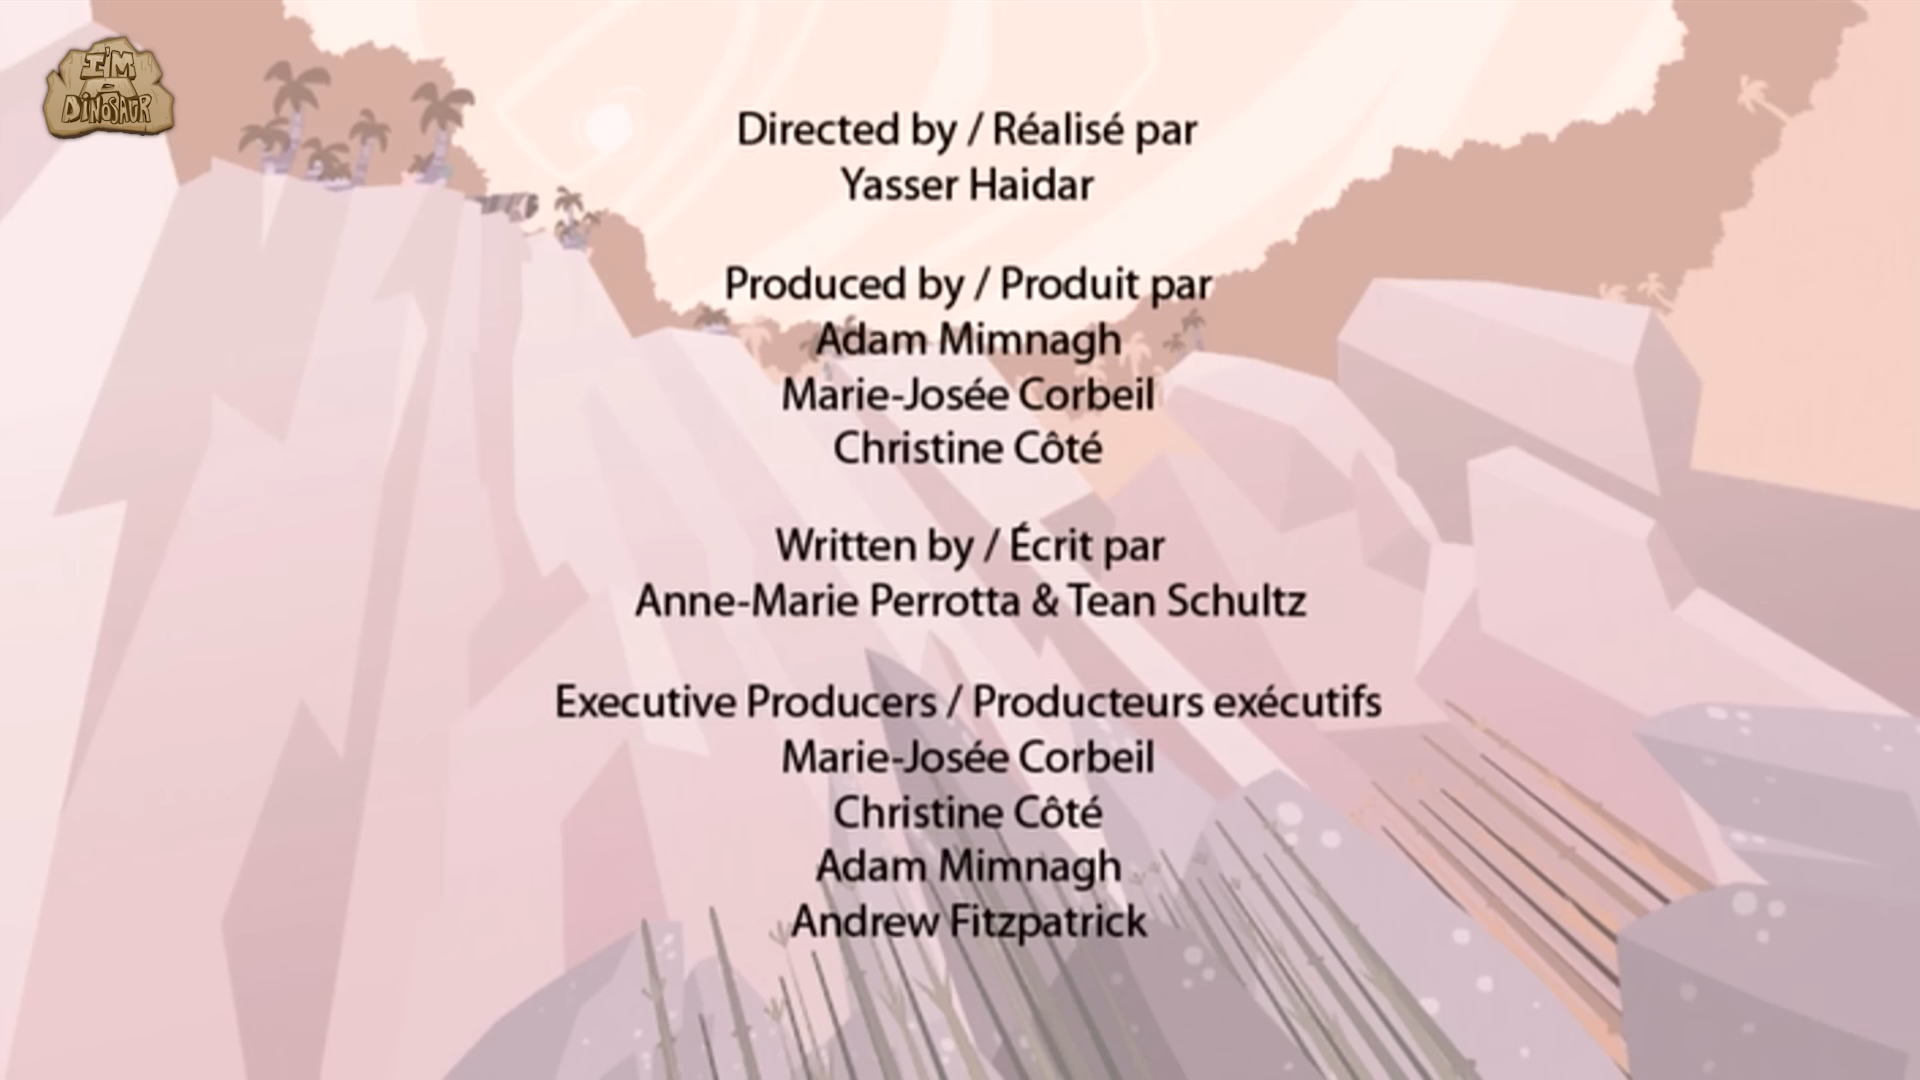 I'M
A
DINOSAUR
Directed by / Réalisé par
Yasser Haidar
Produced by / Produit par
Adam Mimnagh
Marie-Josée Corbeil
Christine Côté
Written by / Écrit par
Anne-Marie Perrotta & Tean Schultz
Executive Producers / Producteurs exécutifs
Marie-Josée Corbeil
Christine Côté
Adam Mimnagh
Andrew Fitzpatrick